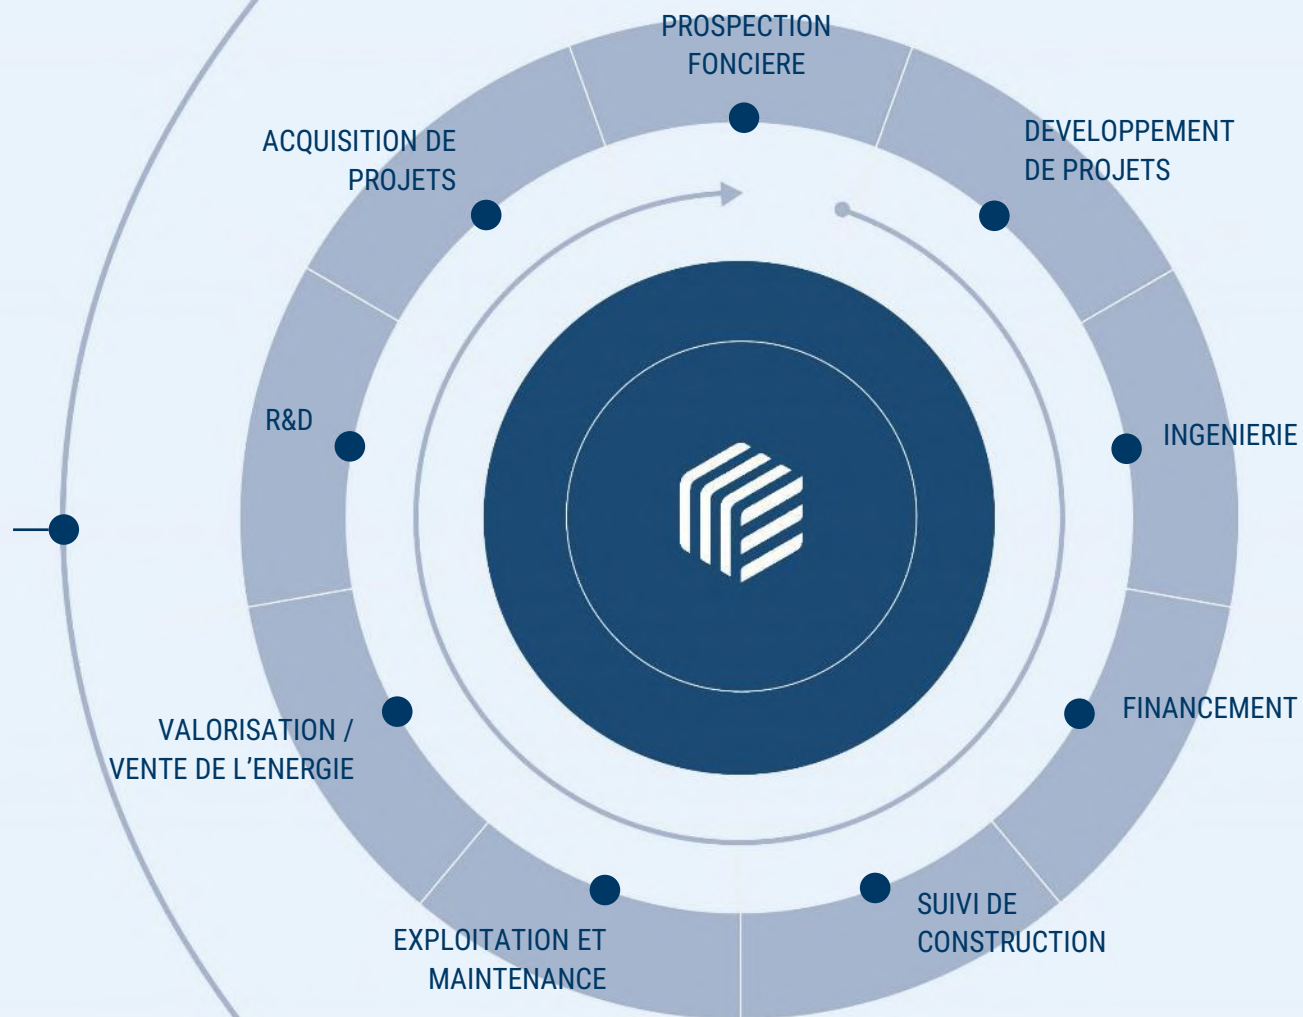 PROSPECTION
FONCIERE
DEVELOPPEMENT
DE PROJETS
INGENIERIE
FINANCEMENT
SUIVI DE
CONSTRUCTION
EXPLOITATION ET
MAINTENANCE
VALORISATION /
VENTE DE L’ENERGIE
R&D
ACQUISITION DE
PROJETS